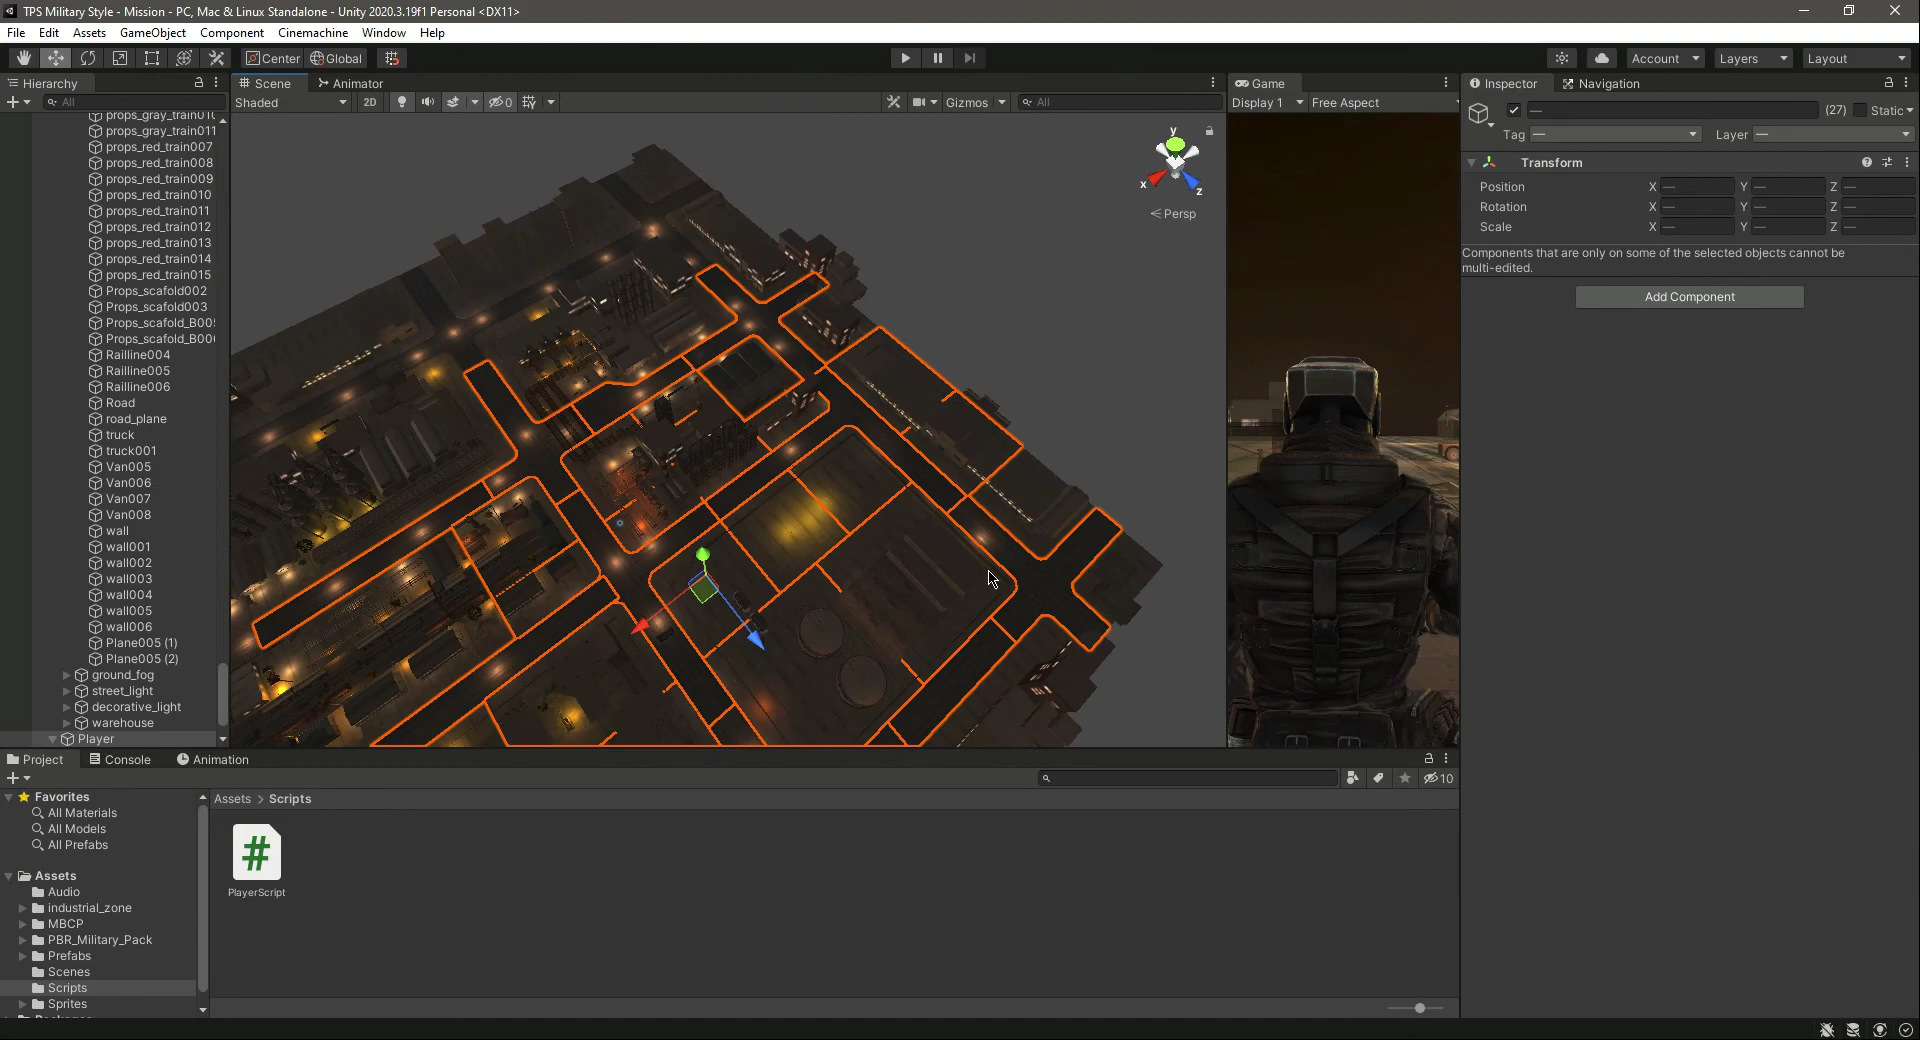 TPS Military Style - Mission - PC, Mac & Linux Standalone - Unity 2020.3.19f1 Personal <DX11>
File Edit Assets GameObject Component Cinemachine Window Help
Center Global Account Layers Layout
Hierarchy
All
props_gray_train010
props_gray_train011
props_red_train007
props_red_train008
props_red_train009
props_red_train010
props_red_train011
props_red_train012
props_red_train013
props_red_train014
props_red_train015
Props_scafold002
Props_scafold003
Props_scafold_B005
Props_scafold_B006
Railline004
Railline005
Railline006
Road
road_plane
truck
truck001
Van005
Van006
Van007
Van008
wall
wall001
wall002
wall003
wall004
wall005
wall006
Plane005 (1)
Plane005 (2)
ground_fog
street_light
decorative_light
warehouse
Player
Scene Animator
Shaded 2D 0 Gizmos All
y
x
z
Persp
Game
Display 1 Free Aspect
Inspector Navigation
— (27) Static
Tag — Layer —
Transform
Position X — Y — Z —
Rotation X — Y — Z —
Scale X — Y — Z —
Components that are only on some of the selected objects cannot be
multi-edited.
Add Component
Project Console Animation
10
Favorites
All Materials
All Models
All Prefabs
Assets
Audio
industrial_zone
MBCP
PBR_Military_Pack
Prefabs
Scenes
Scripts
Sprites
Assets > Scripts
#
PlayerScript